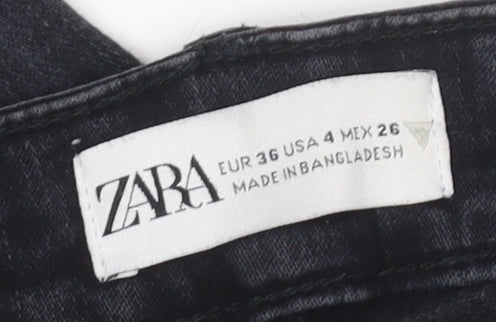 ZARA
EUR 36 USA 4 MEX 26
MADE IN BANGLADESH